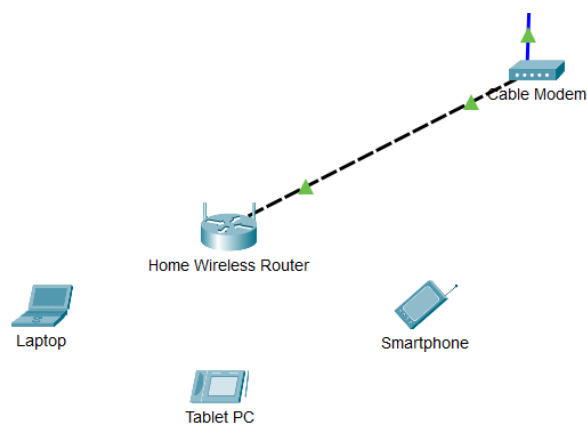 Cable Modem
Home Wireless Router
Laptop
Smartphone
Tablet PC